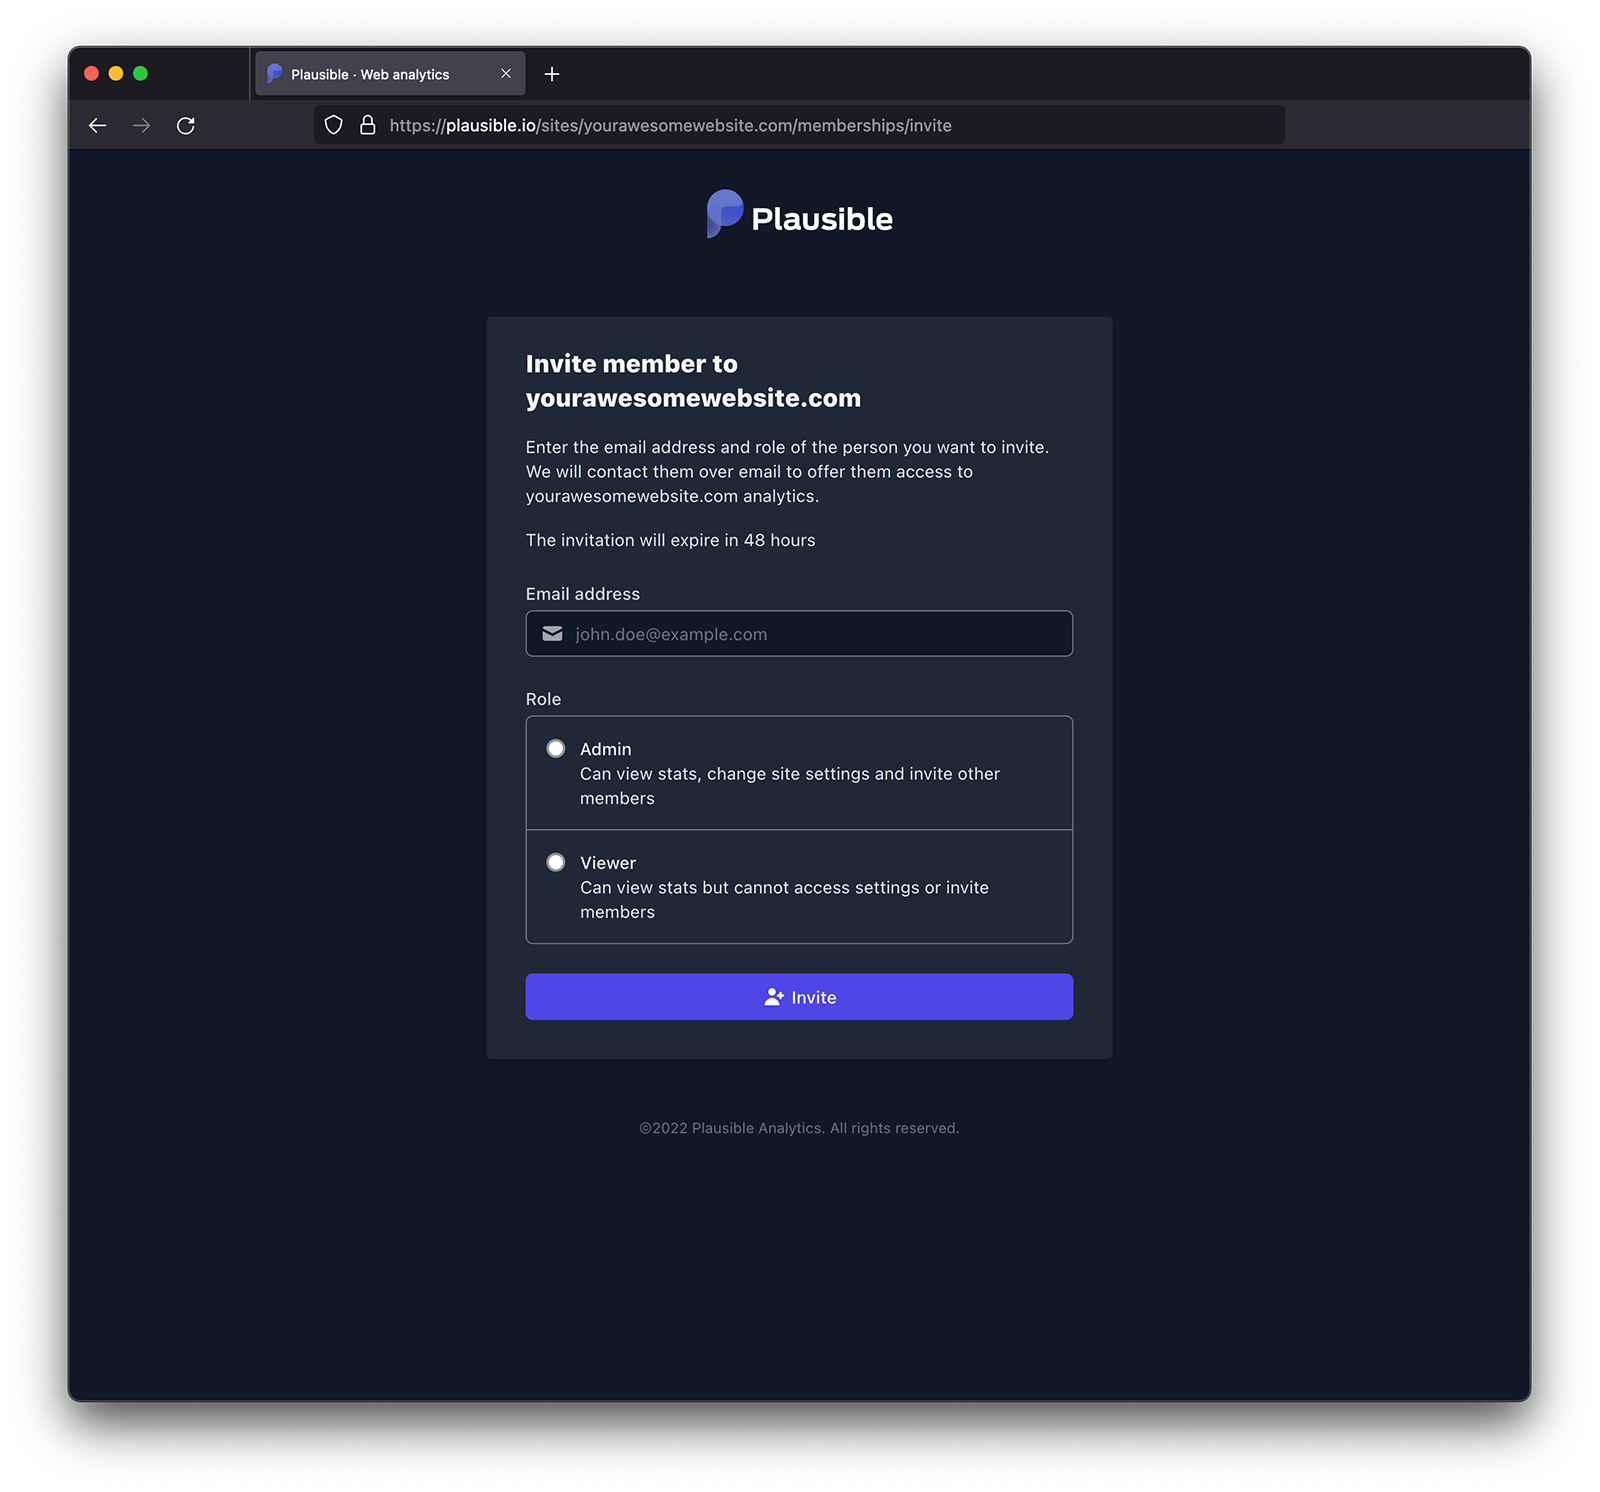 Plausible · Web analytics
https://plausible.io/sites/yourawesomewebsite.com/memberships/invite
Plausible
Invite member to
yourawesomewebsite.com
Enter the email address and role of the person you want to invite.
We will contact them over email to offer them access to
yourawesomewebsite.com analytics.
The invitation will expire in 48 hours
Email address
john.doe@example.com
Role
Admin
Can view stats, change site settings and invite other
members
Viewer
Can view stats but cannot access settings or invite
members
Invite
©2022 Plausible Analytics. All rights reserved.